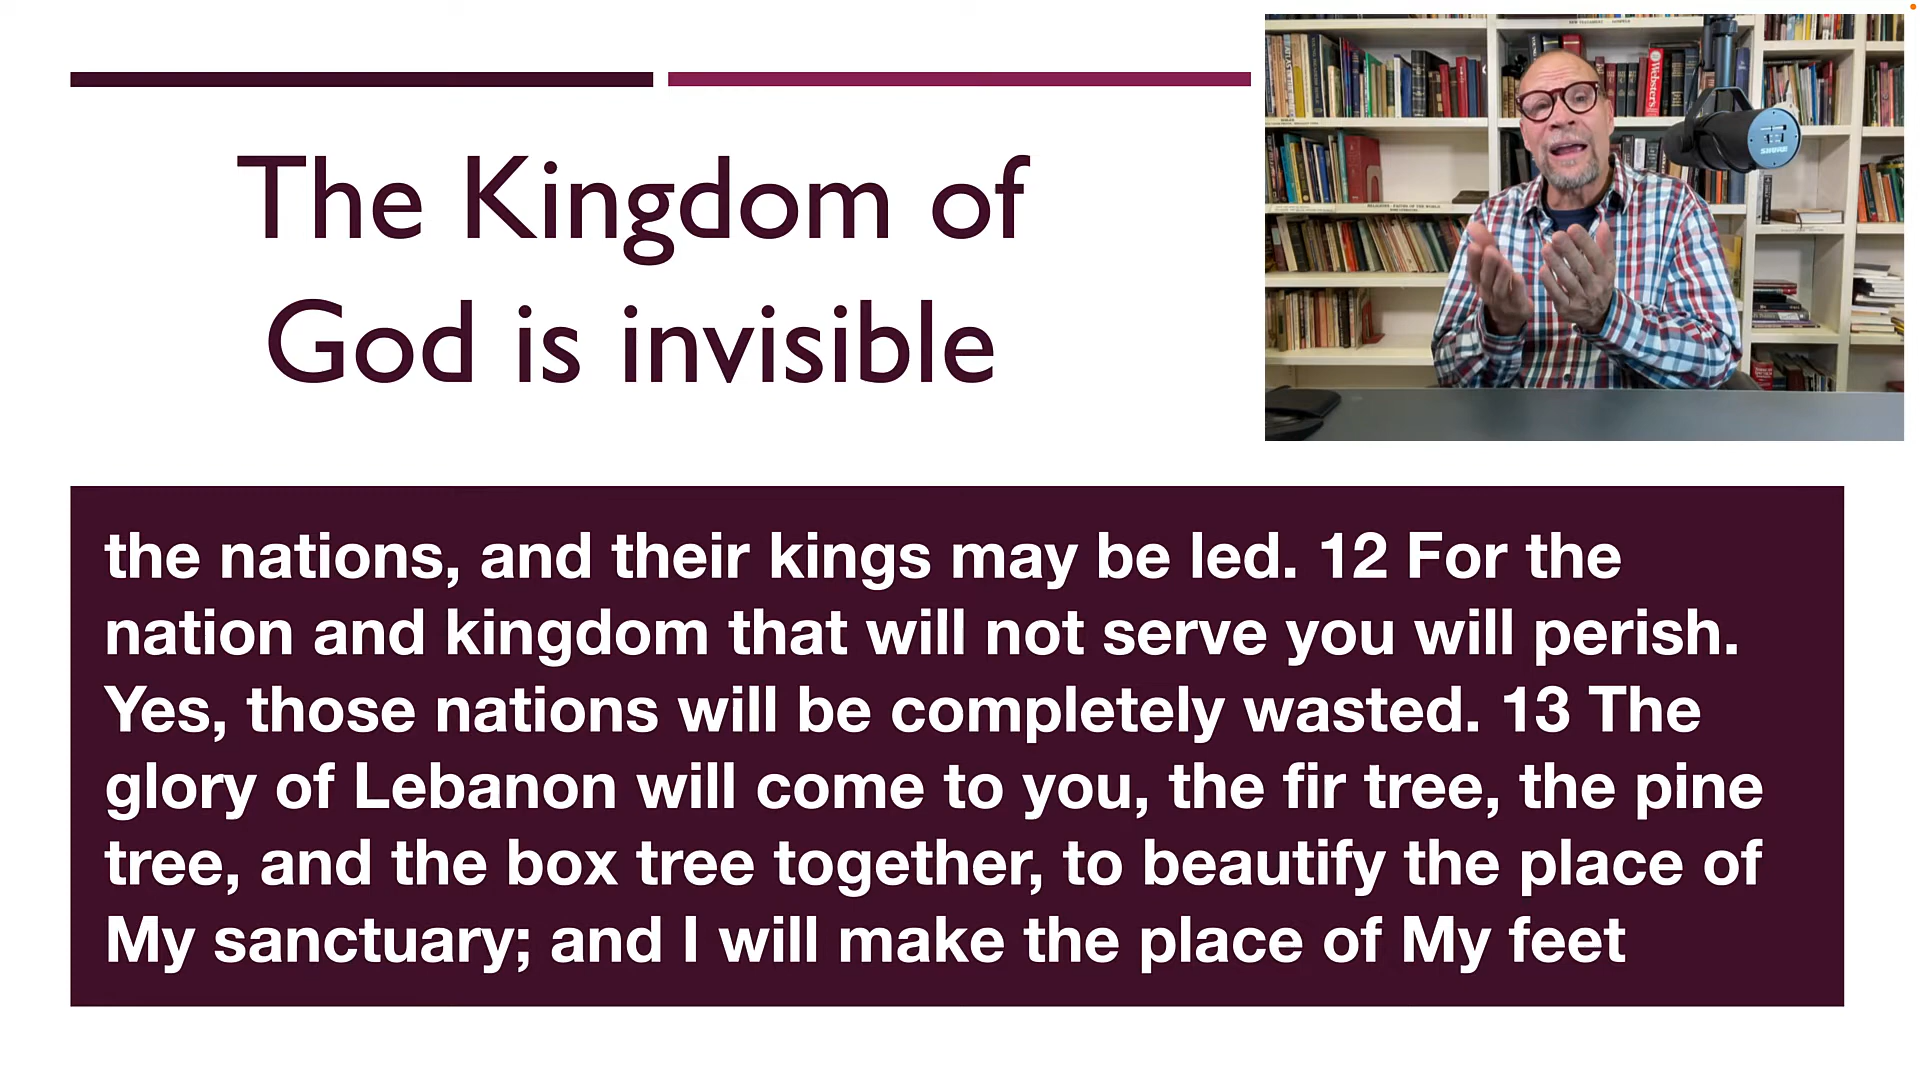 The Kingdom of
God is invisible
Webster's
SHURE
the nations, and their kings may be led. 12 For the
nation and kingdom that will not serve you will perish.
Yes, those nations will be completely wasted. 13 The
glory of Lebanon will come to you, the fir tree, the pine
tree, and the box tree together, to beautify the place of
My sanctuary; and I will make the place of My feet